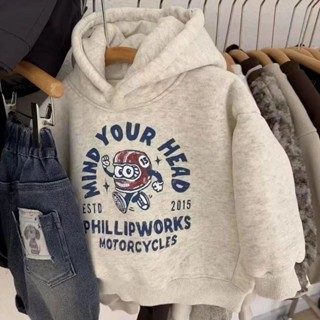 MIND YOUR HEAD
ESTD 2015
PHILLIPWORKS
MOTORCYCLES